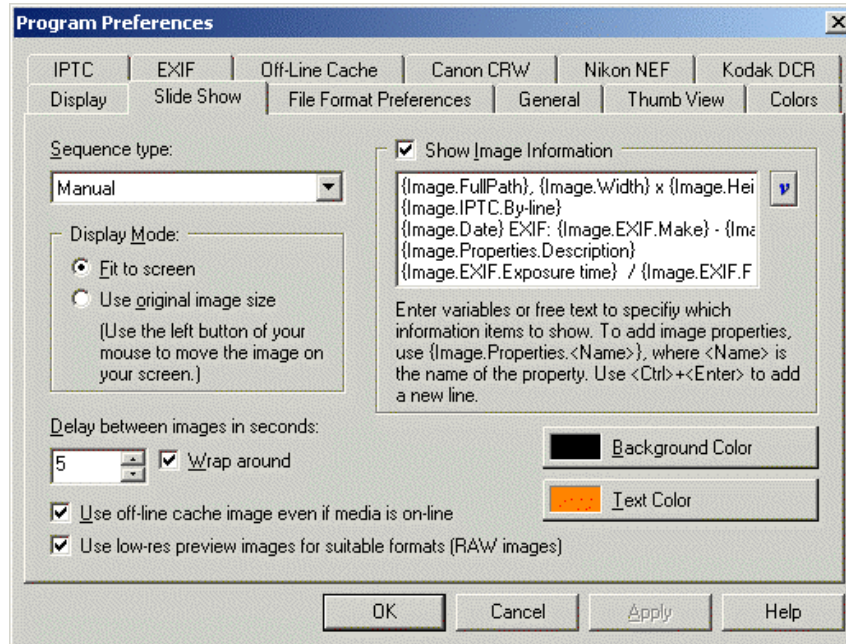 Program Preferences
IPTC
EXIF
Off-Line Cache
Canon CRW
Nikon NEF
Kodak DCR
Display
Slide Show
File Format Preferences
General
Thumb View
Colors
Sequence type:
Manual
Display Mode:
Fit to screen
Use original image size
(Use the left button of your
mouse to move the image on
your screen.)
Show Image Information
{Image.FullPath}, {Image.Width} x {Image.Hei
{Image.IPTC.By-line}
{Image.Date} EXIF: {Image.EXIF.Make} - {Ima
{Image.Properties.Description}
{Image.EXIF.Exposure time}  / {Image.EXIF.F
v
Enter variables or free text to specifiy which
information items to show. To add image properties,
use {Image.Properties.<Name>}, where <Name> is
the name of the property. Use <Ctrl>+<Enter> to add
a new line.
Delay between images in seconds:
5
Wrap around
Background Color
Text Color
Use off-line cache image even if media is on-line
Use low-res preview images for suitable formats (RAW images)
OK
Cancel
Apply
Help